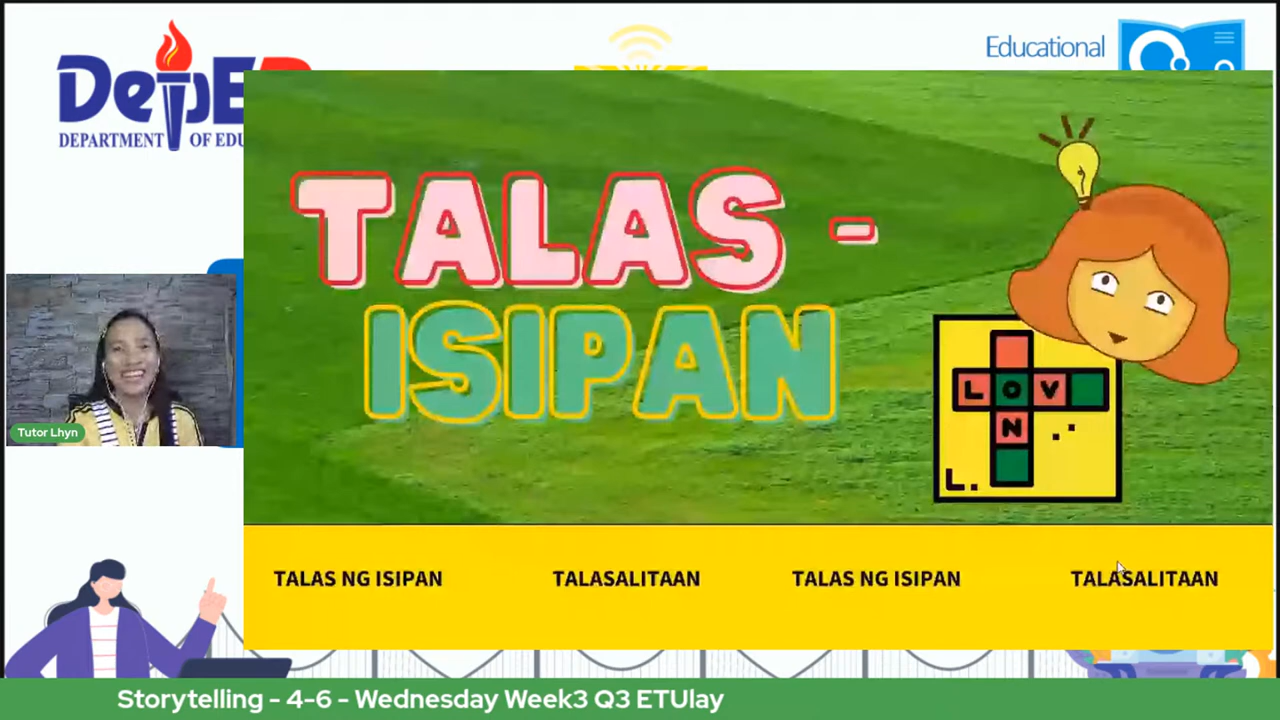 DepE
DEPARTMENT OF EDU
Educational
TALAS -
ISIPAN
L O V
N
L.
Tutor Lhyn
TALAS NG ISIPAN
TALASALITAAN
TALAS NG ISIPAN
TALASALITAAN
Storytelling - 4-6 - Wednesday Week3 Q3 ETUlay